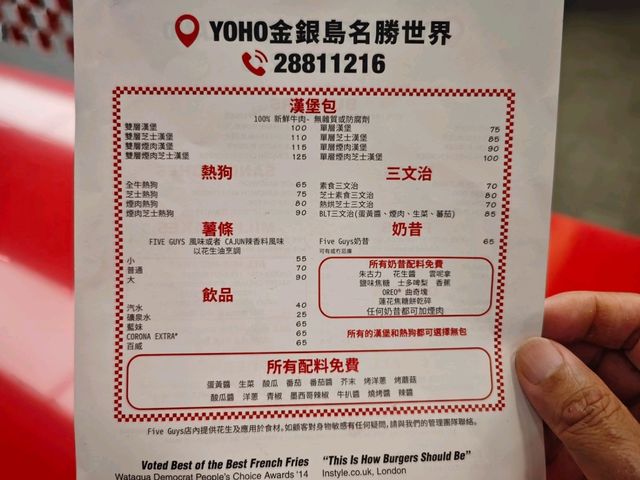 YOHO金銀島名勝世界
28811216
漢堡包
100% 新鮮牛肉- 無雜質或防腐劑
雙層漢堡 100
雙層芝士漢堡 110
雙層煙肉漢堡 115
雙層煙肉芝士漢堡 125
單層漢堡 75
單層芝士漢堡 85
單層煙肉漢堡 90
單層煙肉芝士漢堡 100
熱狗
全牛熱狗 65
芝士熱狗 75
煙肉熱狗 80
煙肉芝士熱狗 90
三文治
素食三文治 70
芝士素食三文治 80
熱烘芝士三文治 70
BLT三文治(蛋黃醬、煙肉、生菜、蕃茄) 85
薯條
FIVE GUYS 風味或者 CAJUN辣香料風味
以花生油烹調
小 55
普通 70
大 90
奶昔
Five Guys奶昔 65
可有或冇忌廉
所有奶昔配料免費
朱古力 花生醬 雲呢拿
鹽味焦糖 士多啤梨 香蕉
OREO® 曲奇塊
蓮花焦糖餅乾碎
任何奶昔都可加煙肉
飲品
汽水 40
礦泉水 25
藍妹 65
CORONA EXTRA* 65
百威 65
所有的漢堡和熱狗都可選擇無包
所有配料免費
蛋黃醬 生菜 酸瓜 番茄 番茄醬 芥末 烤洋蔥 烤蘑菇
酸瓜醬 洋蔥 青椒 墨西哥辣椒 牛扒醬 燒烤醬 辣醬
Five Guys店內提供花生及應用於食材。如顧客對身物敏感有任何疑問,請與我們的管理團隊聯絡。
Voted Best of the Best French Fries
Watauga Democrat People's Choice Awards '14
“This Is How Burgers Should Be”
Instyle.co.uk, London